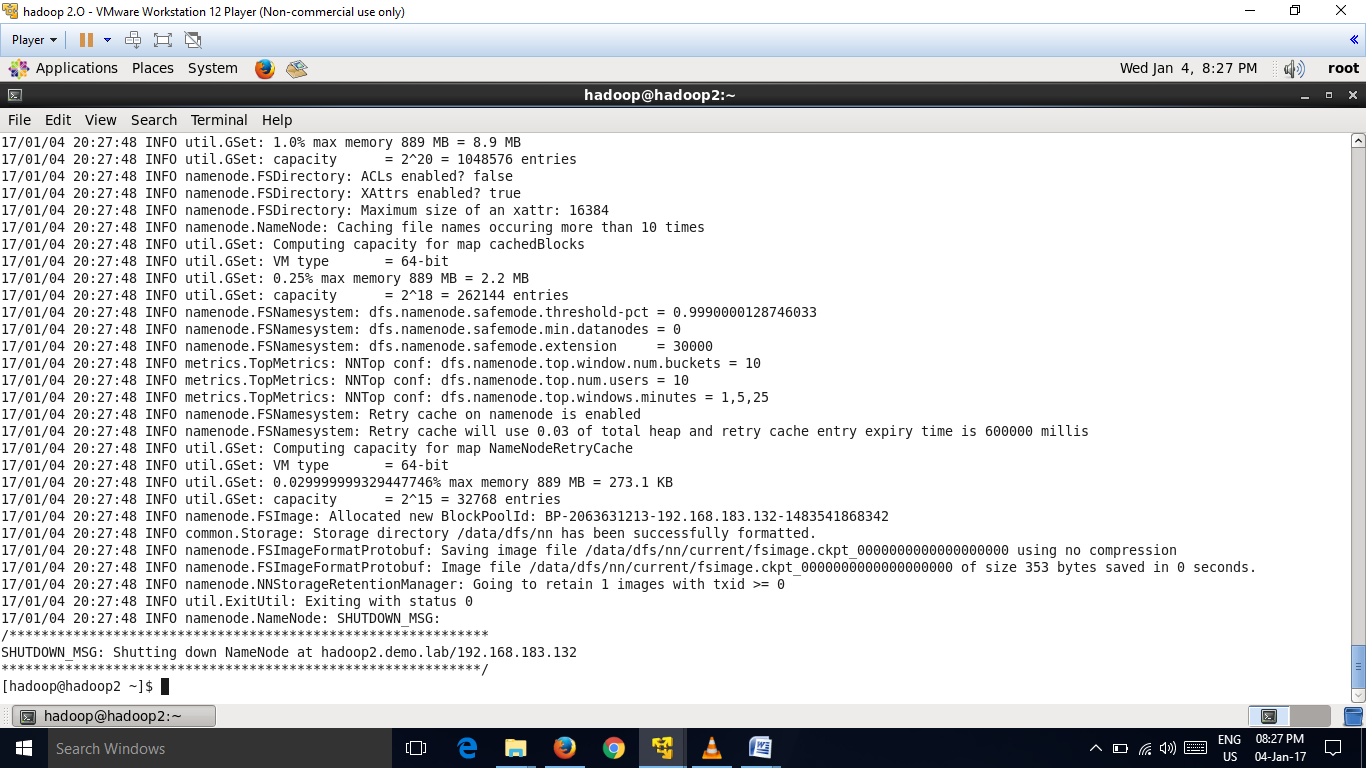 hadoop 2.O - VMware Workstation 12 Player (Non-commercial use only)
Player
Applications Places System Wed Jan 4, 8:27 PM root
hadoop@hadoop2:~
File Edit View Search Terminal Help
17/01/04 20:27:48 INFO util.GSet: 1.0% max memory 889 MB = 8.9 MB
17/01/04 20:27:48 INFO util.GSet: capacity      = 2^20 = 1048576 entries
17/01/04 20:27:48 INFO namenode.FSDirectory: ACLs enabled? false
17/01/04 20:27:48 INFO namenode.FSDirectory: XAttrs enabled? true
17/01/04 20:27:48 INFO namenode.FSDirectory: Maximum size of an xattr: 16384
17/01/04 20:27:48 INFO namenode.NameNode: Caching file names occuring more than 10 times
17/01/04 20:27:48 INFO util.GSet: Computing capacity for map cachedBlocks
17/01/04 20:27:48 INFO util.GSet: VM type       = 64-bit
17/01/04 20:27:48 INFO util.GSet: 0.25% max memory 889 MB = 2.2 MB
17/01/04 20:27:48 INFO util.GSet: capacity      = 2^18 = 262144 entries
17/01/04 20:27:48 INFO namenode.FSNamesystem: dfs.namenode.safemode.threshold-pct = 0.9990000128746033
17/01/04 20:27:48 INFO namenode.FSNamesystem: dfs.namenode.safemode.min.datanodes = 0
17/01/04 20:27:48 INFO namenode.FSNamesystem: dfs.namenode.safemode.extension     = 30000
17/01/04 20:27:48 INFO metrics.TopMetrics: NNTop conf: dfs.namenode.top.window.num.buckets = 10
17/01/04 20:27:48 INFO metrics.TopMetrics: NNTop conf: dfs.namenode.top.num.users = 10
17/01/04 20:27:48 INFO metrics.TopMetrics: NNTop conf: dfs.namenode.top.windows.minutes = 1,5,25
17/01/04 20:27:48 INFO namenode.FSNamesystem: Retry cache on namenode is enabled
17/01/04 20:27:48 INFO namenode.FSNamesystem: Retry cache will use 0.03 of total heap and retry cache entry expiry time is 600000 millis
17/01/04 20:27:48 INFO util.GSet: Computing capacity for map NameNodeRetryCache
17/01/04 20:27:48 INFO util.GSet: VM type       = 64-bit
17/01/04 20:27:48 INFO util.GSet: 0.029999999329447746% max memory 889 MB = 273.1 KB
17/01/04 20:27:48 INFO util.GSet: capacity      = 2^15 = 32768 entries
17/01/04 20:27:48 INFO namenode.FSImage: Allocated new BlockPoolId: BP-2063631213-192.168.183.132-1483541868342
17/01/04 20:27:48 INFO common.Storage: Storage directory /data/dfs/nn has been successfully formatted.
17/01/04 20:27:48 INFO namenode.FSImageFormatProtobuf: Saving image file /data/dfs/nn/current/fsimage.ckpt_0000000000000000000 using no compression
17/01/04 20:27:48 INFO namenode.FSImageFormatProtobuf: Image file /data/dfs/nn/current/fsimage.ckpt_0000000000000000000 of size 353 bytes saved in 0 seconds.
17/01/04 20:27:48 INFO namenode.NNStorageRetentionManager: Going to retain 1 images with txid >= 0
17/01/04 20:27:48 INFO util.ExitUtil: Exiting with status 0
17/01/04 20:27:48 INFO namenode.NameNode: SHUTDOWN_MSG:
/************************************************************
SHUTDOWN_MSG: Shutting down NameNode at hadoop2.demo.lab/192.168.183.132
************************************************************/
[hadoop@hadoop2 ~]$
hadoop@hadoop2:~
Search Windows
ENG 08:27 PM
US 04-Jan-17